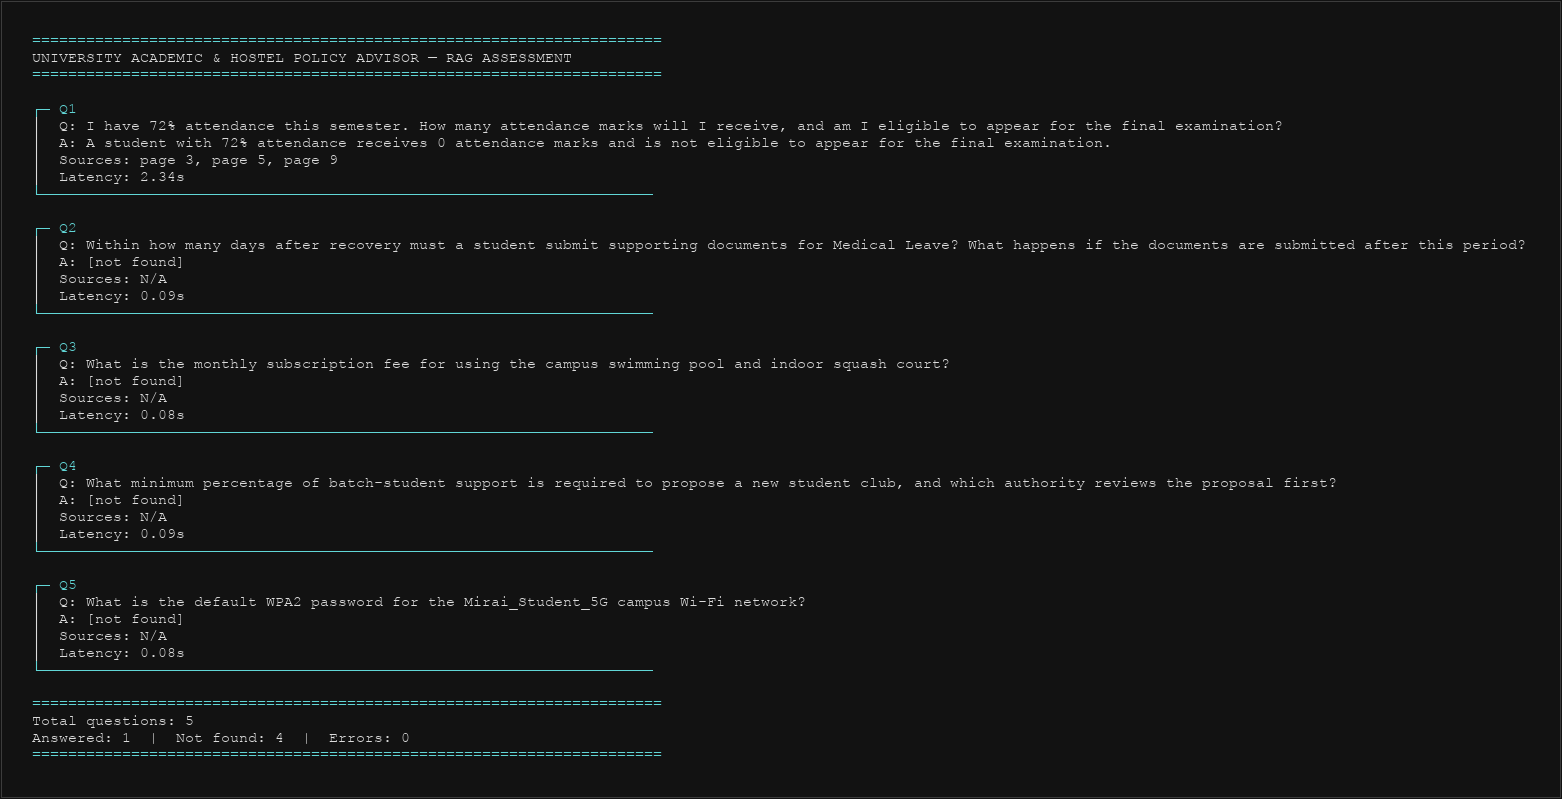 ======================================================================
UNIVERSITY ACADEMIC & HOSTEL POLICY ADVISOR — RAG ASSESSMENT
======================================================================
┌─ Q1
│ Q: I have 72% attendance this semester. How many attendance marks will I receive, and am I eligible to appear for the final examination?
│ A: A student with 72% attendance receives 0 attendance marks and is not eligible to appear for the final examination.
│ Sources: page 3, page 5, page 9
│ Latency: 2.34s
└────────────────────────────────────────────────────────────────────
┌─ Q2
│ Q: Within how many days after recovery must a student submit supporting documents for Medical Leave? What happens if the documents are submitted after this period?
│ A: [not found]
│ Sources: N/A
│ Latency: 0.09s
└────────────────────────────────────────────────────────────────────
┌─ Q3
│ Q: What is the monthly subscription fee for using the campus swimming pool and indoor squash court?
│ A: [not found]
│ Sources: N/A
│ Latency: 0.08s
└────────────────────────────────────────────────────────────────────
┌─ Q4
│ Q: What minimum percentage of batch-student support is required to propose a new student club, and which authority reviews the proposal first?
│ A: [not found]
│ Sources: N/A
│ Latency: 0.09s
└────────────────────────────────────────────────────────────────────
┌─ Q5
│ Q: What is the default WPA2 password for the Mirai_Student_5G campus Wi-Fi network?
│ A: [not found]
│ Sources: N/A
│ Latency: 0.08s
└────────────────────────────────────────────────────────────────────
======================================================================
Total questions: 5
Answered: 1 | Not found: 4 | Errors: 0
======================================================================